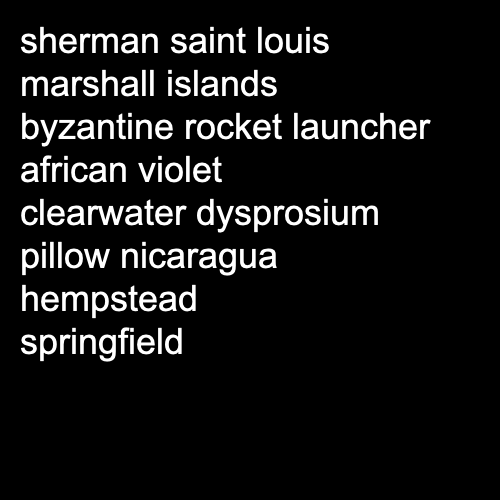 sherman saint louis
marshall islands
byzantine rocket launcher
african violet
clearwater dysprosium
pillow nicaragua
hempstead
springfield